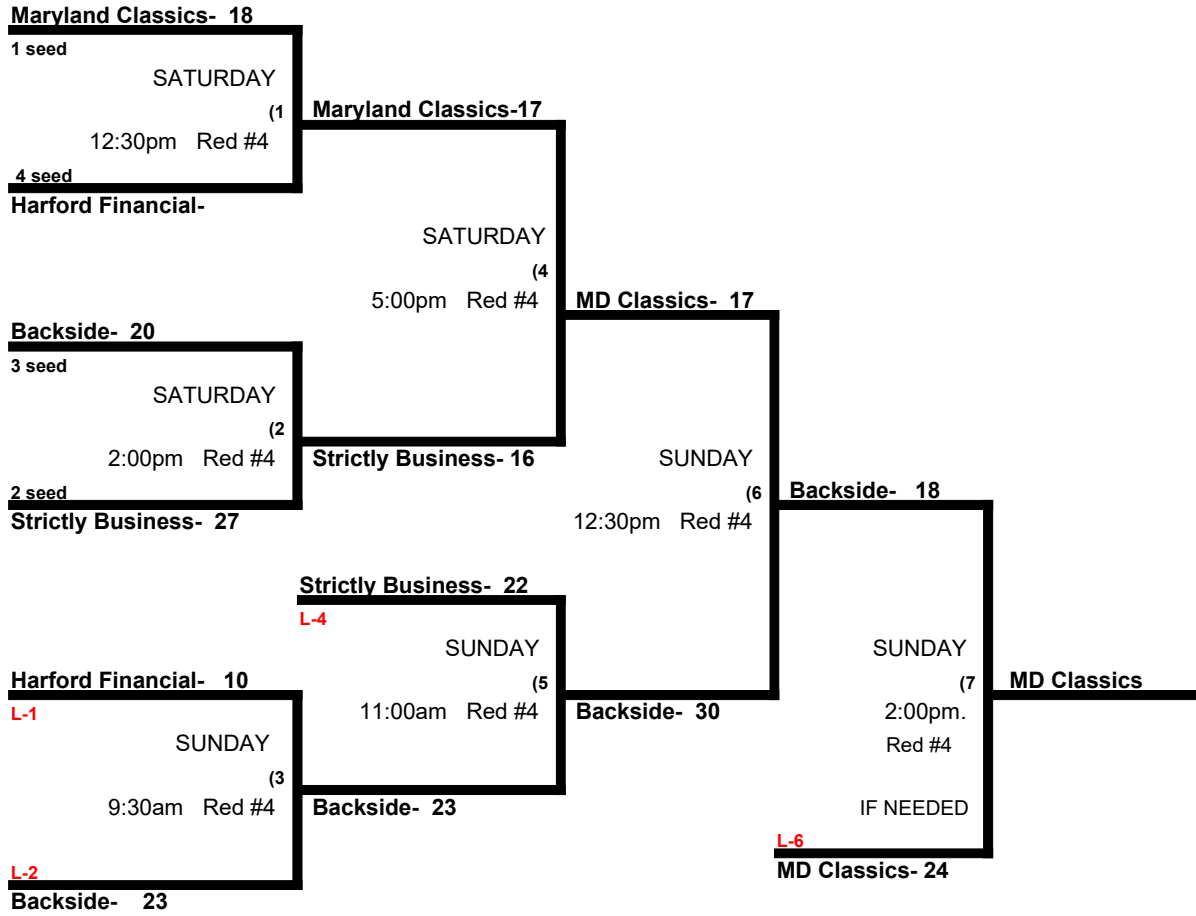 Maryland Classics-  18
1 seed
SATURDAY
(1
12:30pm   Red #4
4 seed
Harford Financial-
Maryland Classics-17
SATURDAY
(4
5:00pm   Red #4
Backside-  20
3 seed
SATURDAY
(2
2:00pm   Red #4
2 seed
Strictly Business-  27
Strictly Business- 16
MD Classics-  17
SUNDAY
(6
12:30pm   Red #4
Strictly Business-  22
L-4
SUNDAY
(5
11:00am   Red #4
Harford Financial-   10
L-1
SUNDAY
(3
9:30am   Red #4
L-2
Backside-    23
Backside-  23
Backside-  30
Backside-   18
SUNDAY
(7
2:00pm.
Red #4
IF NEEDED
L-6
MD Classics- 24
MD Classics